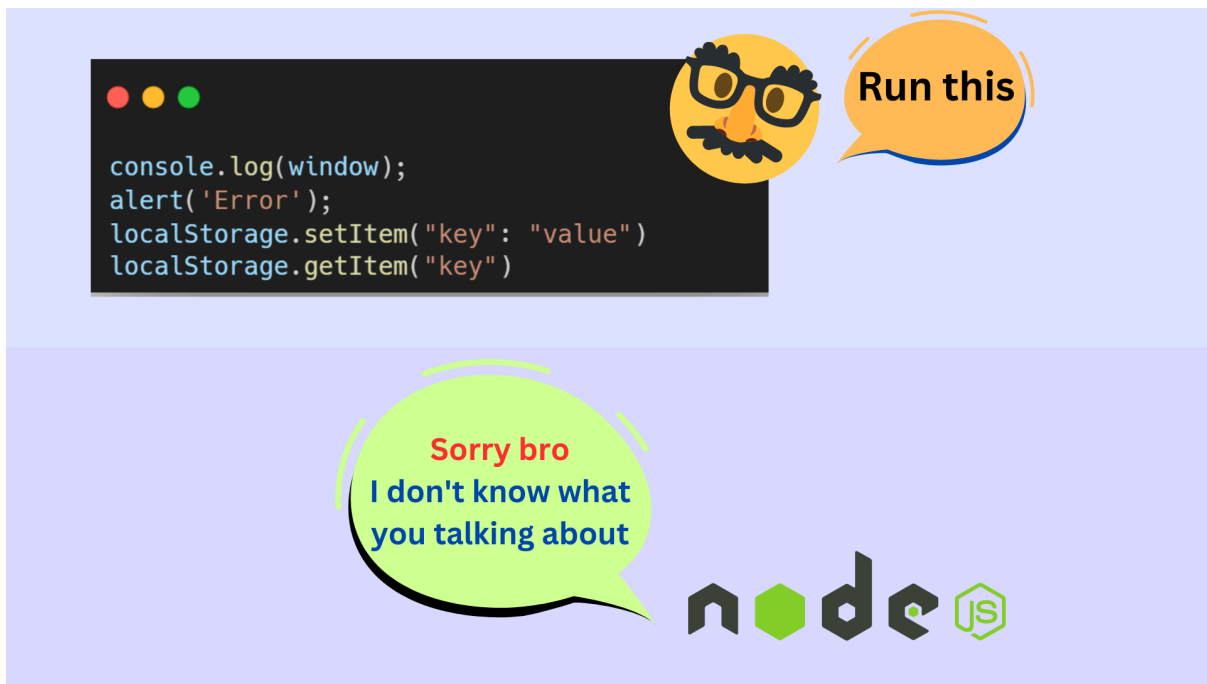 Run this
console.log(window);
alert('Error');
localStorage.setItem("key": "value")
localStorage.getItem("key")
Sorry bro
I don't know what
you talking about
node JS